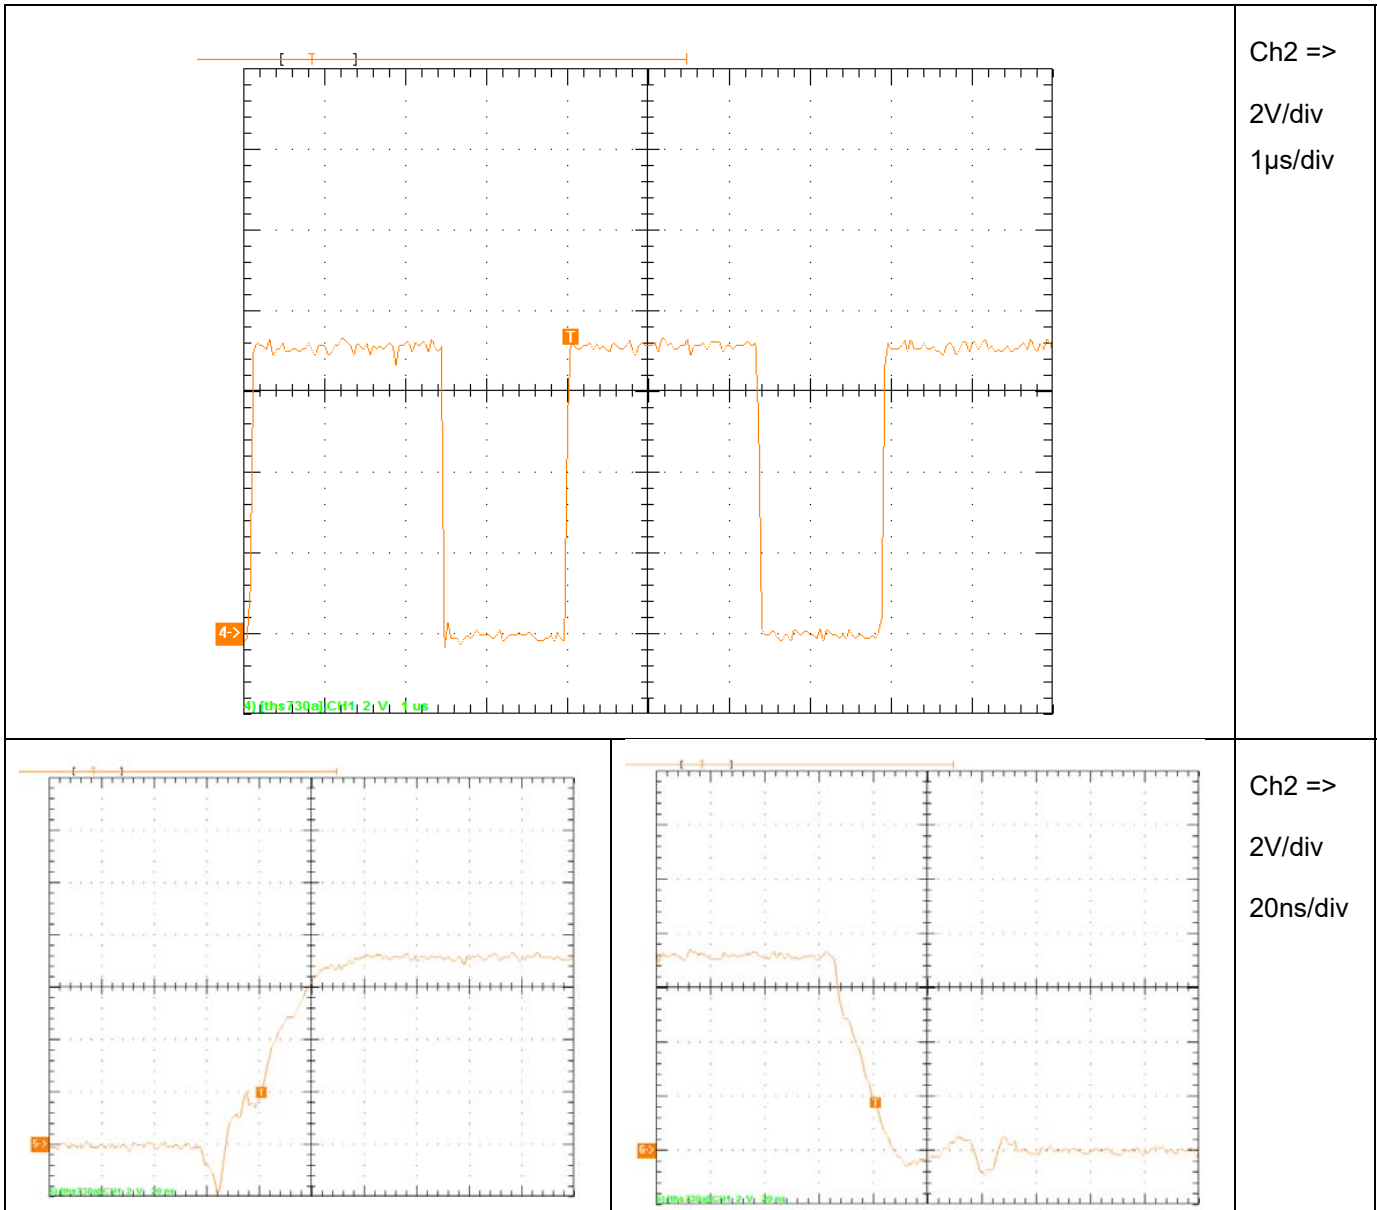 Ch2 =>
2V/div
1µs/div
T
T
4->
4) [ths730a].CH1 2 V 1 us
Ch2 =>
2V/div
20ns/div
T
T
5->
T
T
6->